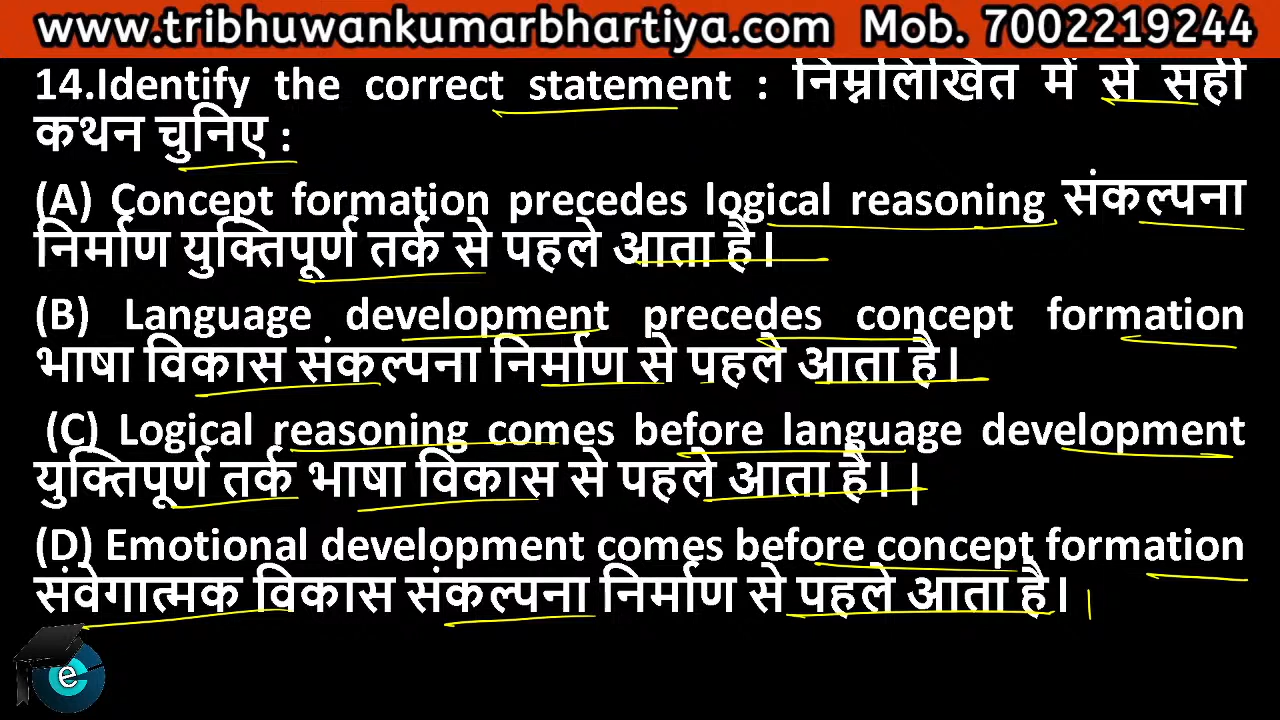 www.tribhuwankumarbhartiya.com Mob. 7002219244
14.Identify the correct statement : निम्नलिखित में से सही
कथन चुनिए :
(A) Concept formation precedes logical reasoning संकल्पना
निर्माण युक्तिपूर्ण तर्क से पहले आता है।
(B) Language development precedes concept formation
भाषा विकास संकल्पना निर्माण से पहले आता है।
(C) Logical reasoning comes before language development
युक्तिपूर्ण तर्क भाषा विकास से पहले आता है। |
(D) Emotional development comes before concept formation
संवेगात्मक विकास संकल्पना निर्माण से पहले आता है।
e